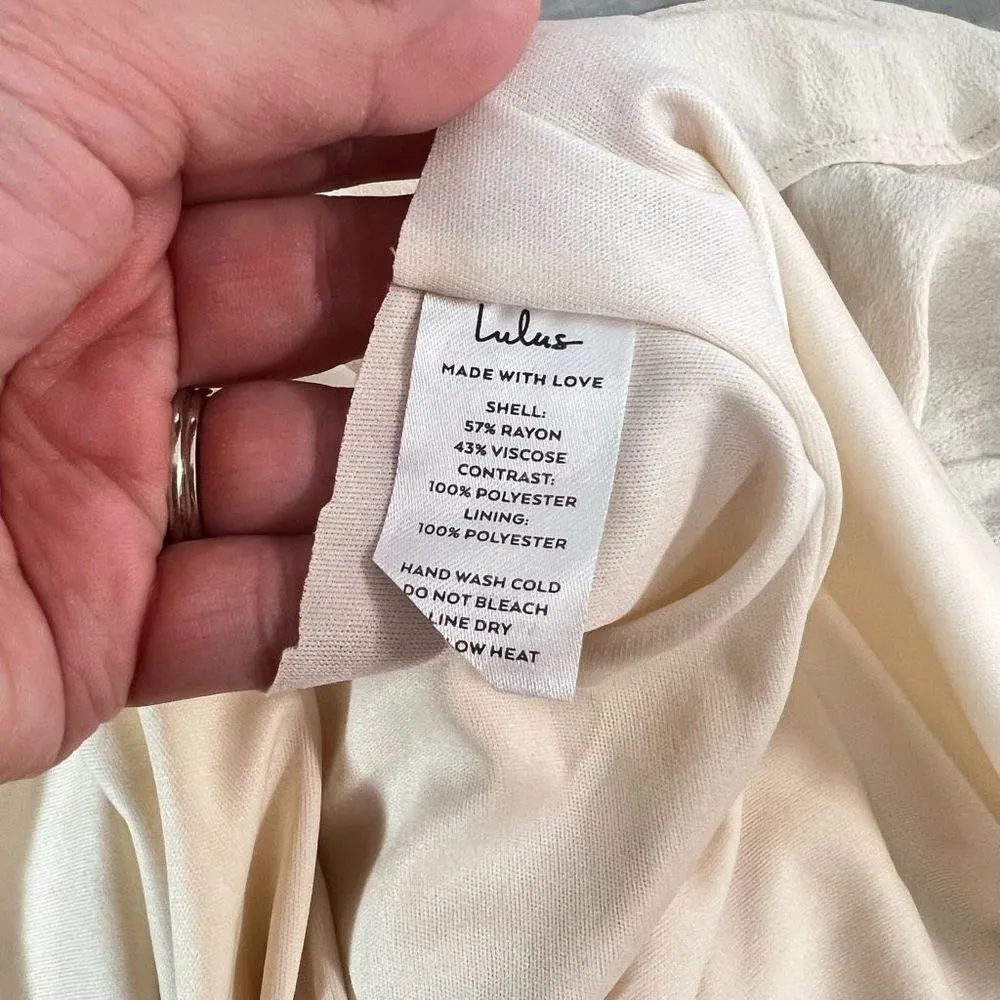 Lulus
MADE WITH LOVE
SHELL:
57% RAYON
43% VISCOSE
CONTRAST:
100% POLYESTER
LINING:
100% POLYESTER
HAND WASH COLD
DO NOT BLEACH
LINE DRY
LOW HEAT